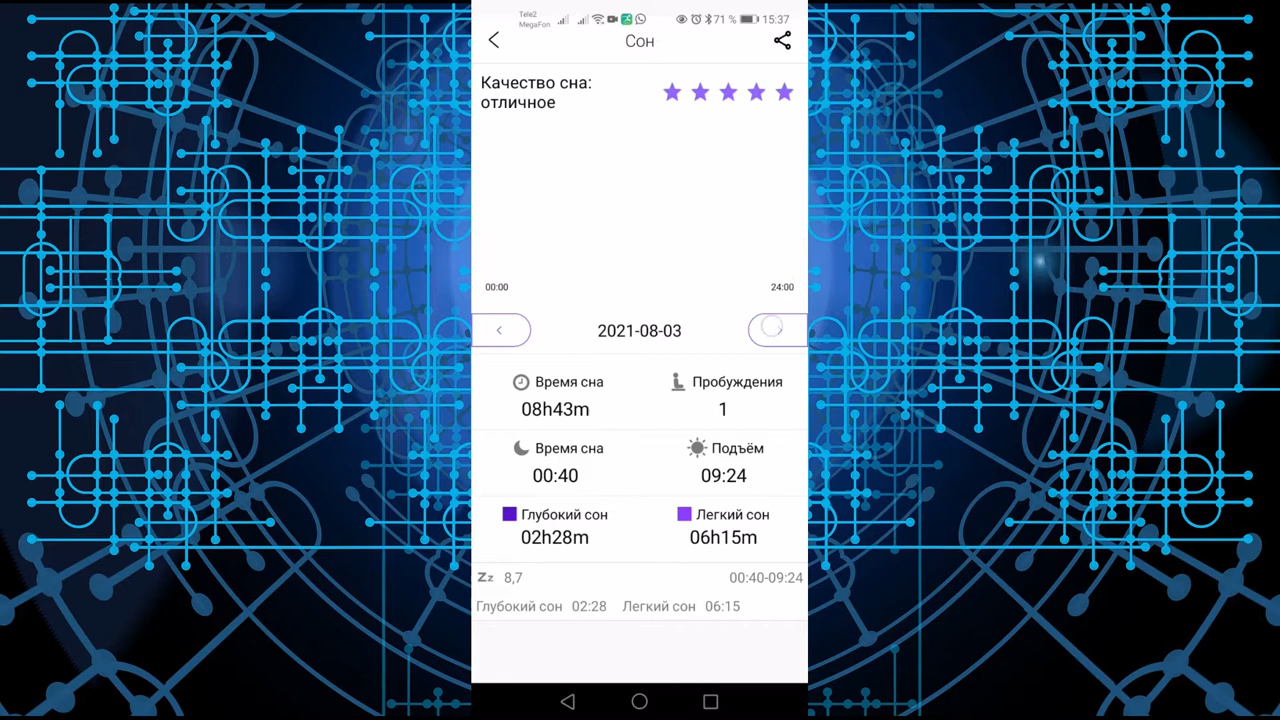 Tele2
MegaFon
71 %
15:37
Сон
Качество сна:
отличное
00:00
24:00
2021-08-03
Время сна
Пробуждения
08h43m
1
Время сна
Подъём
00:40
09:24
Глубокий сон
Легкий сон
02h28m
06h15m
Zz 8,7
00:40-09:24
Глубокий сон 02:28 Легкий сон 06:15